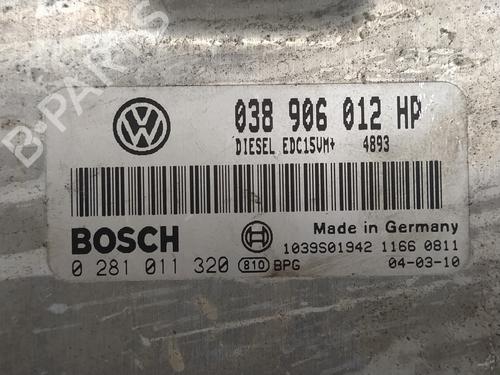 038 906 012 HP
DIESEL EDC15VM+ 4893
BOSCH
Made in Germany
1039S01942 1166 0811
0 281 011 320 810 BPG
04-03-10